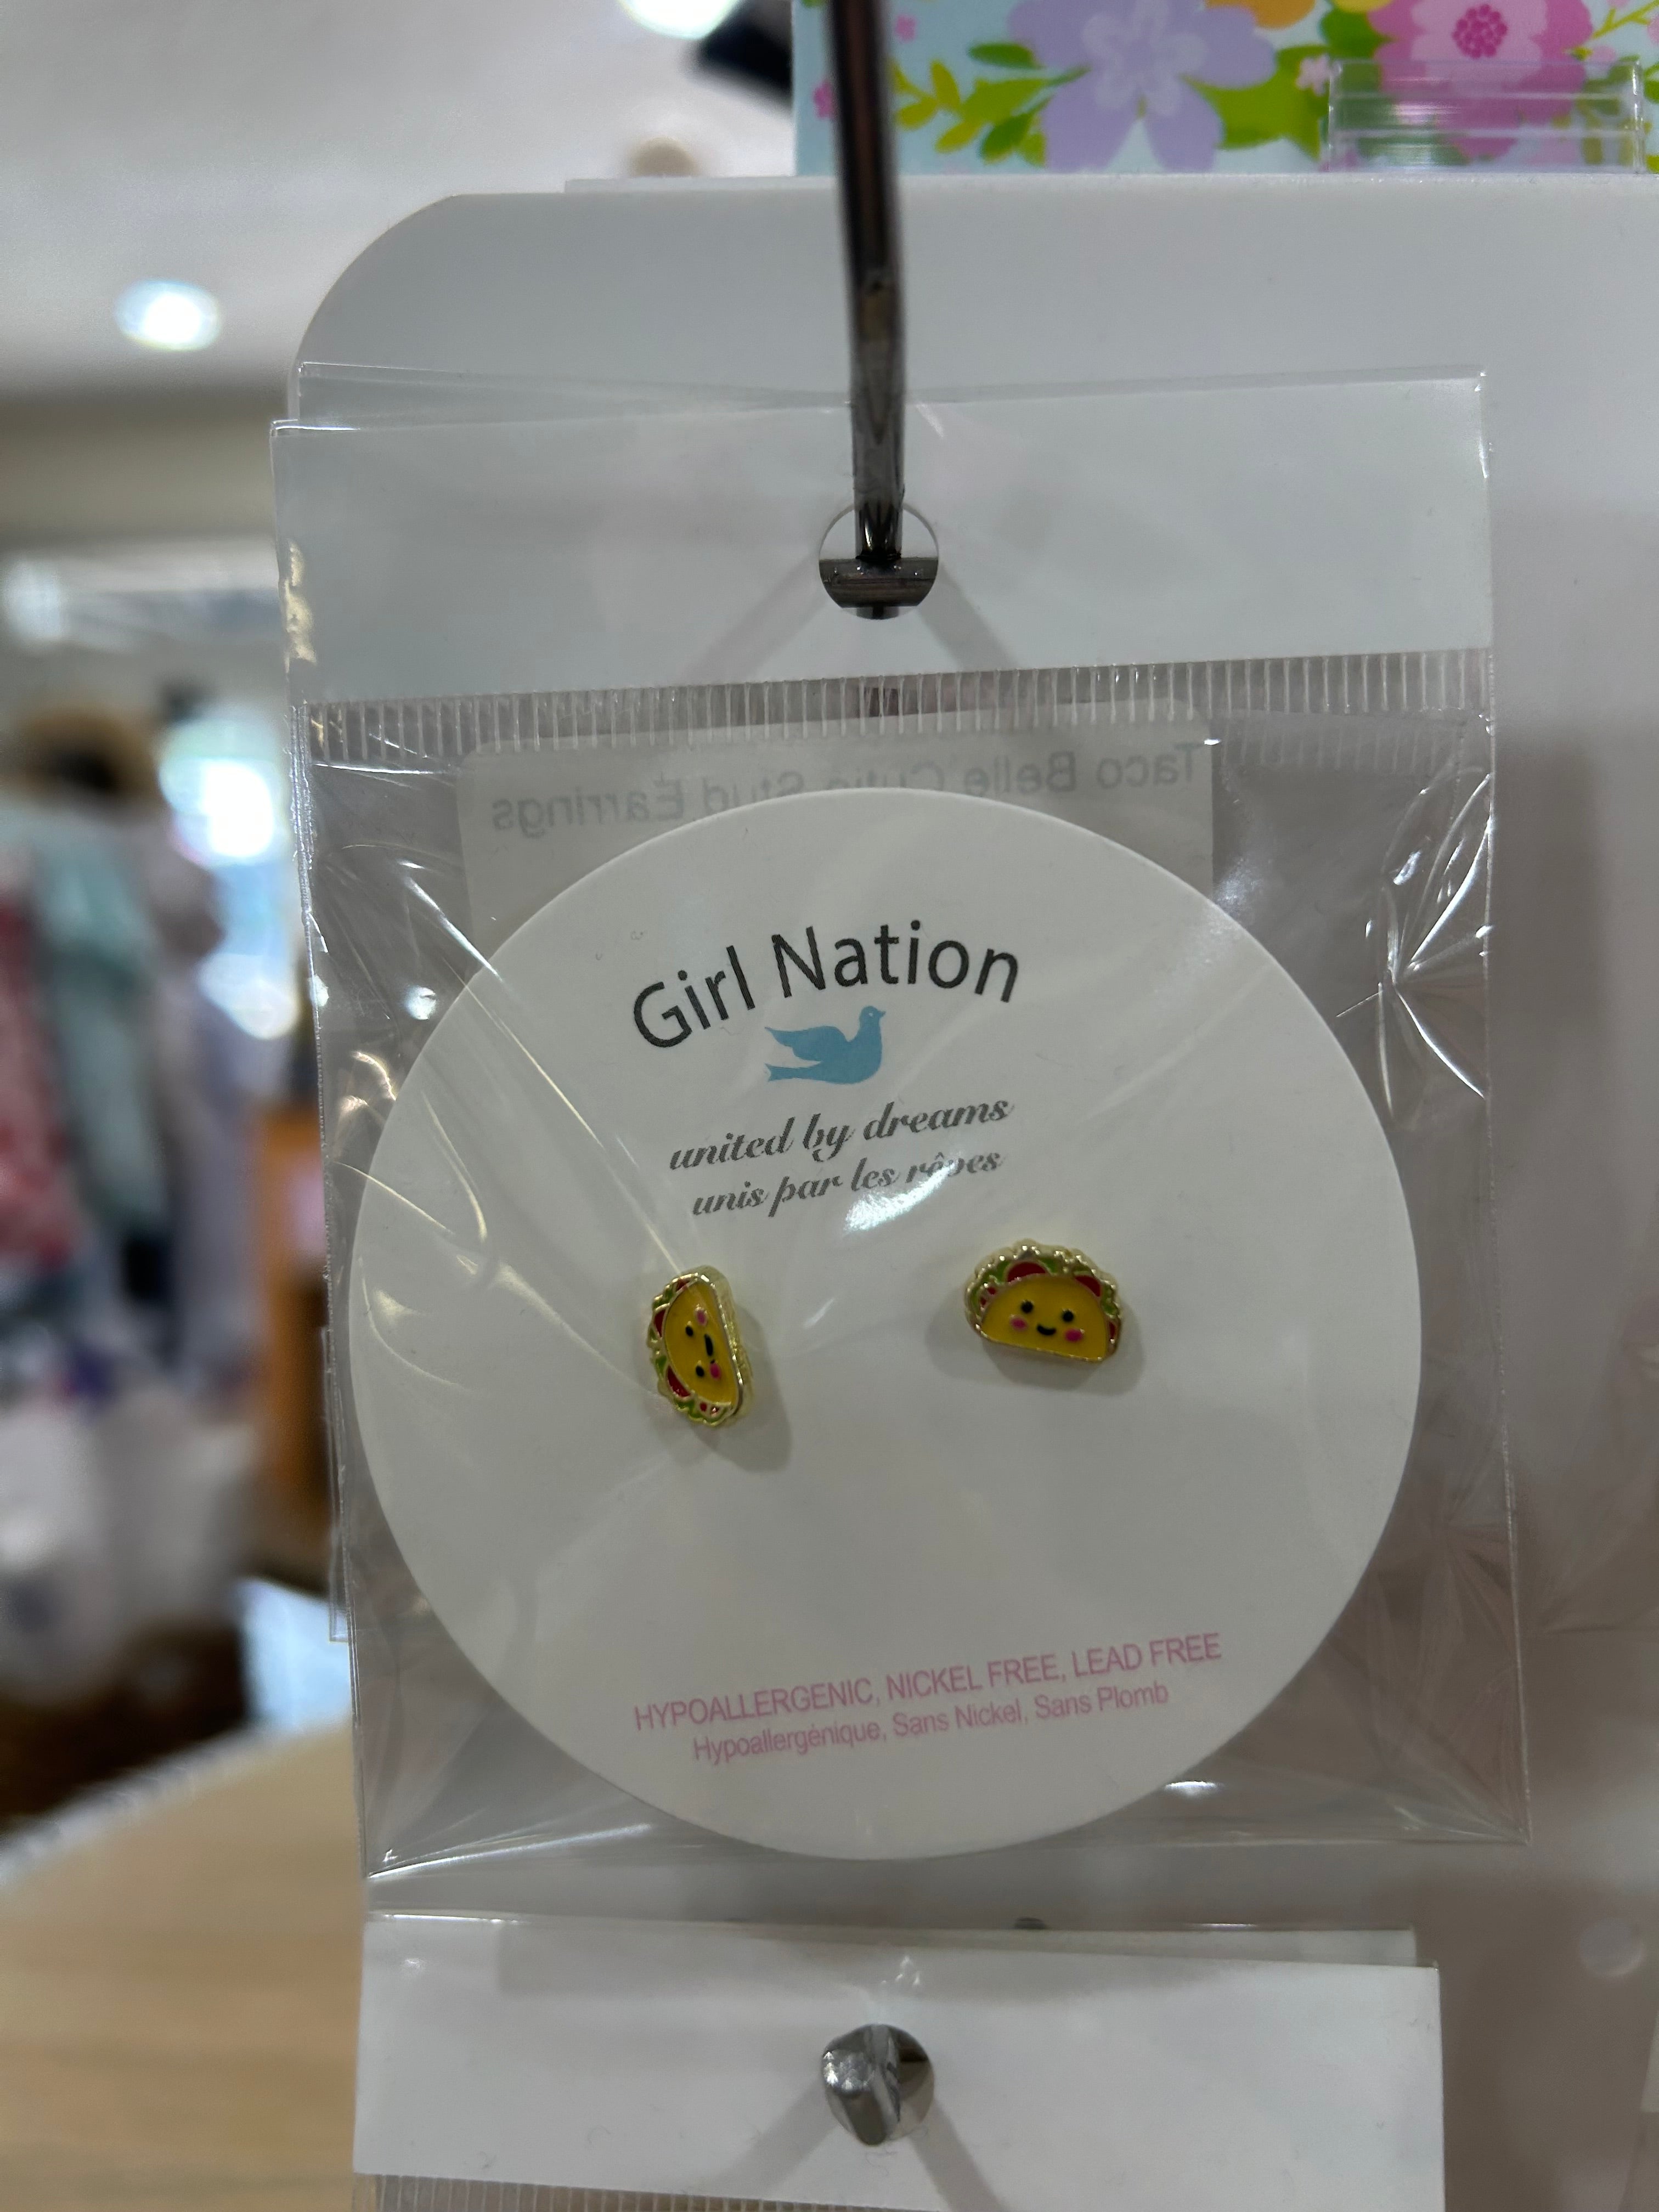 Taco Belle Cutie Stud Earrings
Girl Nation
united by dreams
unis par les rêves
HYPOALLERGENIC, NICKEL FREE, LEAD FREE
Hypoallergénique, Sans Nickel, Sans Plomb